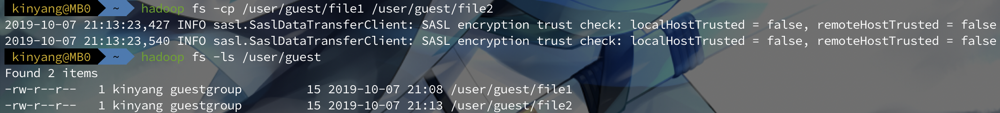 kinyang@MB0 ~ hadoop fs -cp /user/guest/file1 /user/guest/file2
2019-10-07 21:13:23,427 INFO sasl.SaslDataTransferClient: SASL encryption trust check: localHostTrusted = false, remoteHostTrusted = false
2019-10-07 21:13:23,540 INFO sasl.SaslDataTransferClient: SASL encryption trust check: localHostTrusted = false, remoteHostTrusted = false
kinyang@MB0 ~ hadoop fs -ls /user/guest
Found 2 items
-rw-r--r--   1 kinyang guestgroup         15 2019-10-07 21:08 /user/guest/file1
-rw-r--r--   1 kinyang guestgroup         15 2019-10-07 21:13 /user/guest/file2